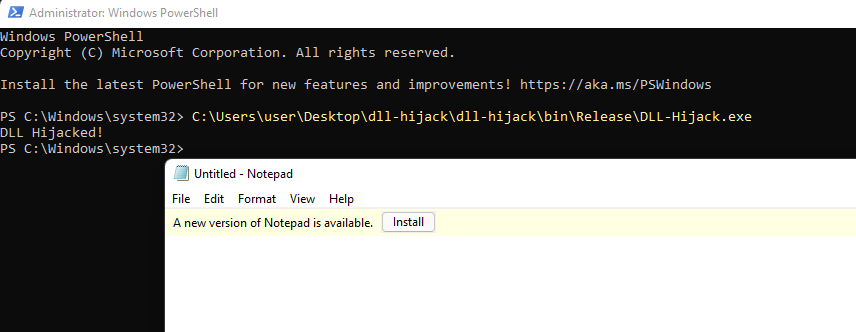 Administrator: Windows PowerShell
Windows PowerShell
Copyright (C) Microsoft Corporation. All rights reserved.
Install the latest PowerShell for new features and improvements! https://aka.ms/PSWindows
PS C:\Windows\system32> C:\Users\user\Desktop\dll-hijack\dll-hijack\bin\Release\DLL-Hijack.exe
DLL Hijacked!
PS C:\Windows\system32>
Untitled - Notepad
File Edit Format View Help
A new version of Notepad is available. Install